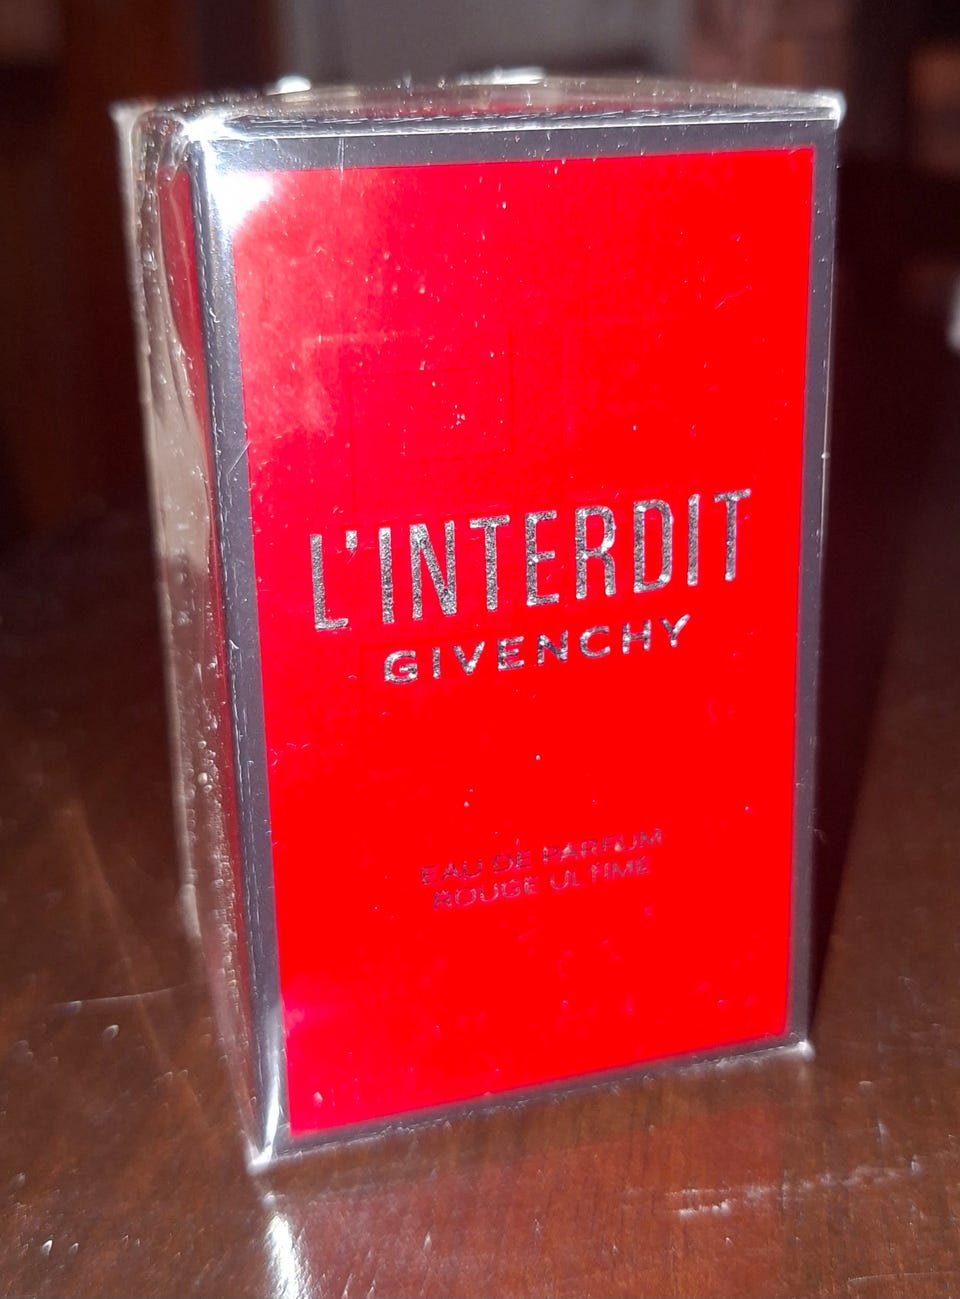 L'INTERDIT
GIVENCHY
EAU DE PARFUM
ROUGE ULTIME